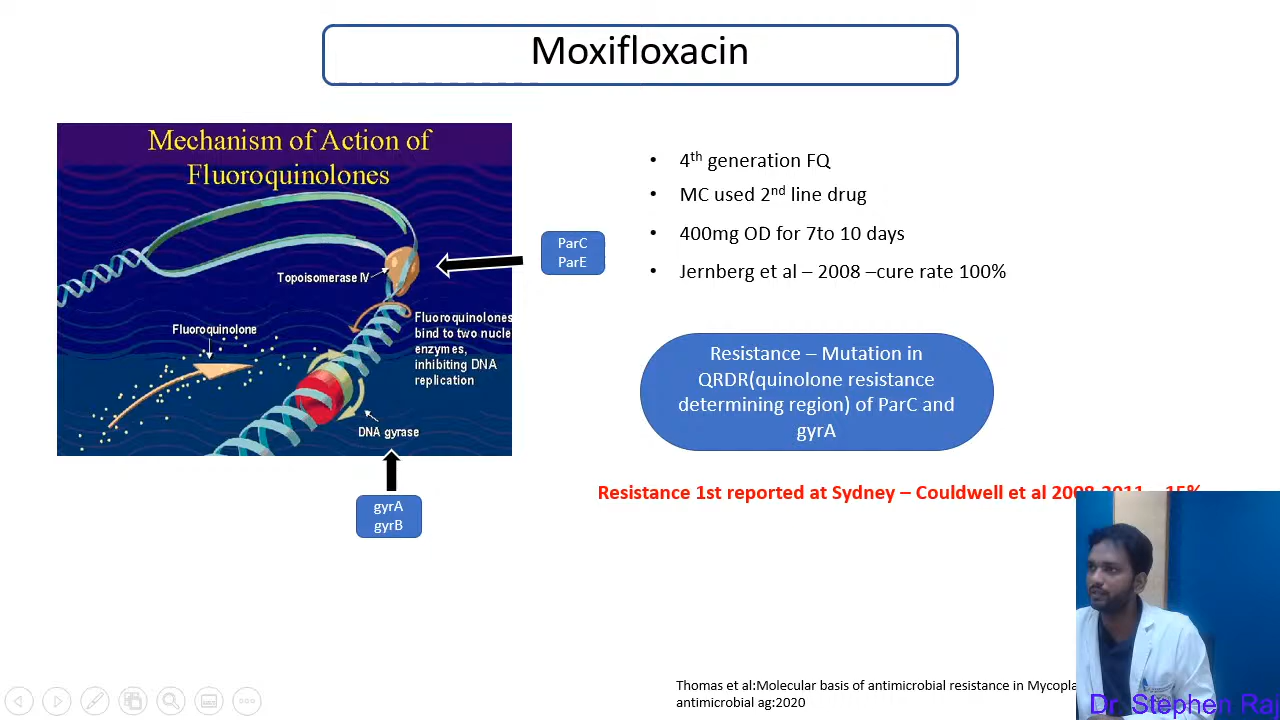 Moxifloxacin
Mechanism of Action of
Fluoroquinolones
Topoisomerase IV
Fluoroquinolone
Fluoroquinolones
bind to two nucle
enzymes,
inhibiting DNA
replication
DNA gyrase
ParC
ParE
gyrA
gyrB
• 4th generation FQ
• MC used 2nd line drug
• 400mg OD for 7to 10 days
• Jernberg et al – 2008 –cure rate 100%
Resistance – Mutation in
QRDR(quinolone resistance
determining region) of ParC and
gyrA
Resistance 1st reported at Sydney – Couldwell et al 2008-2011 – 15%
Thomas et al:Molecular basis of antimicrobial resistance in Mycopla
antimicrobial ag:2020
Dr. Stephen Raj